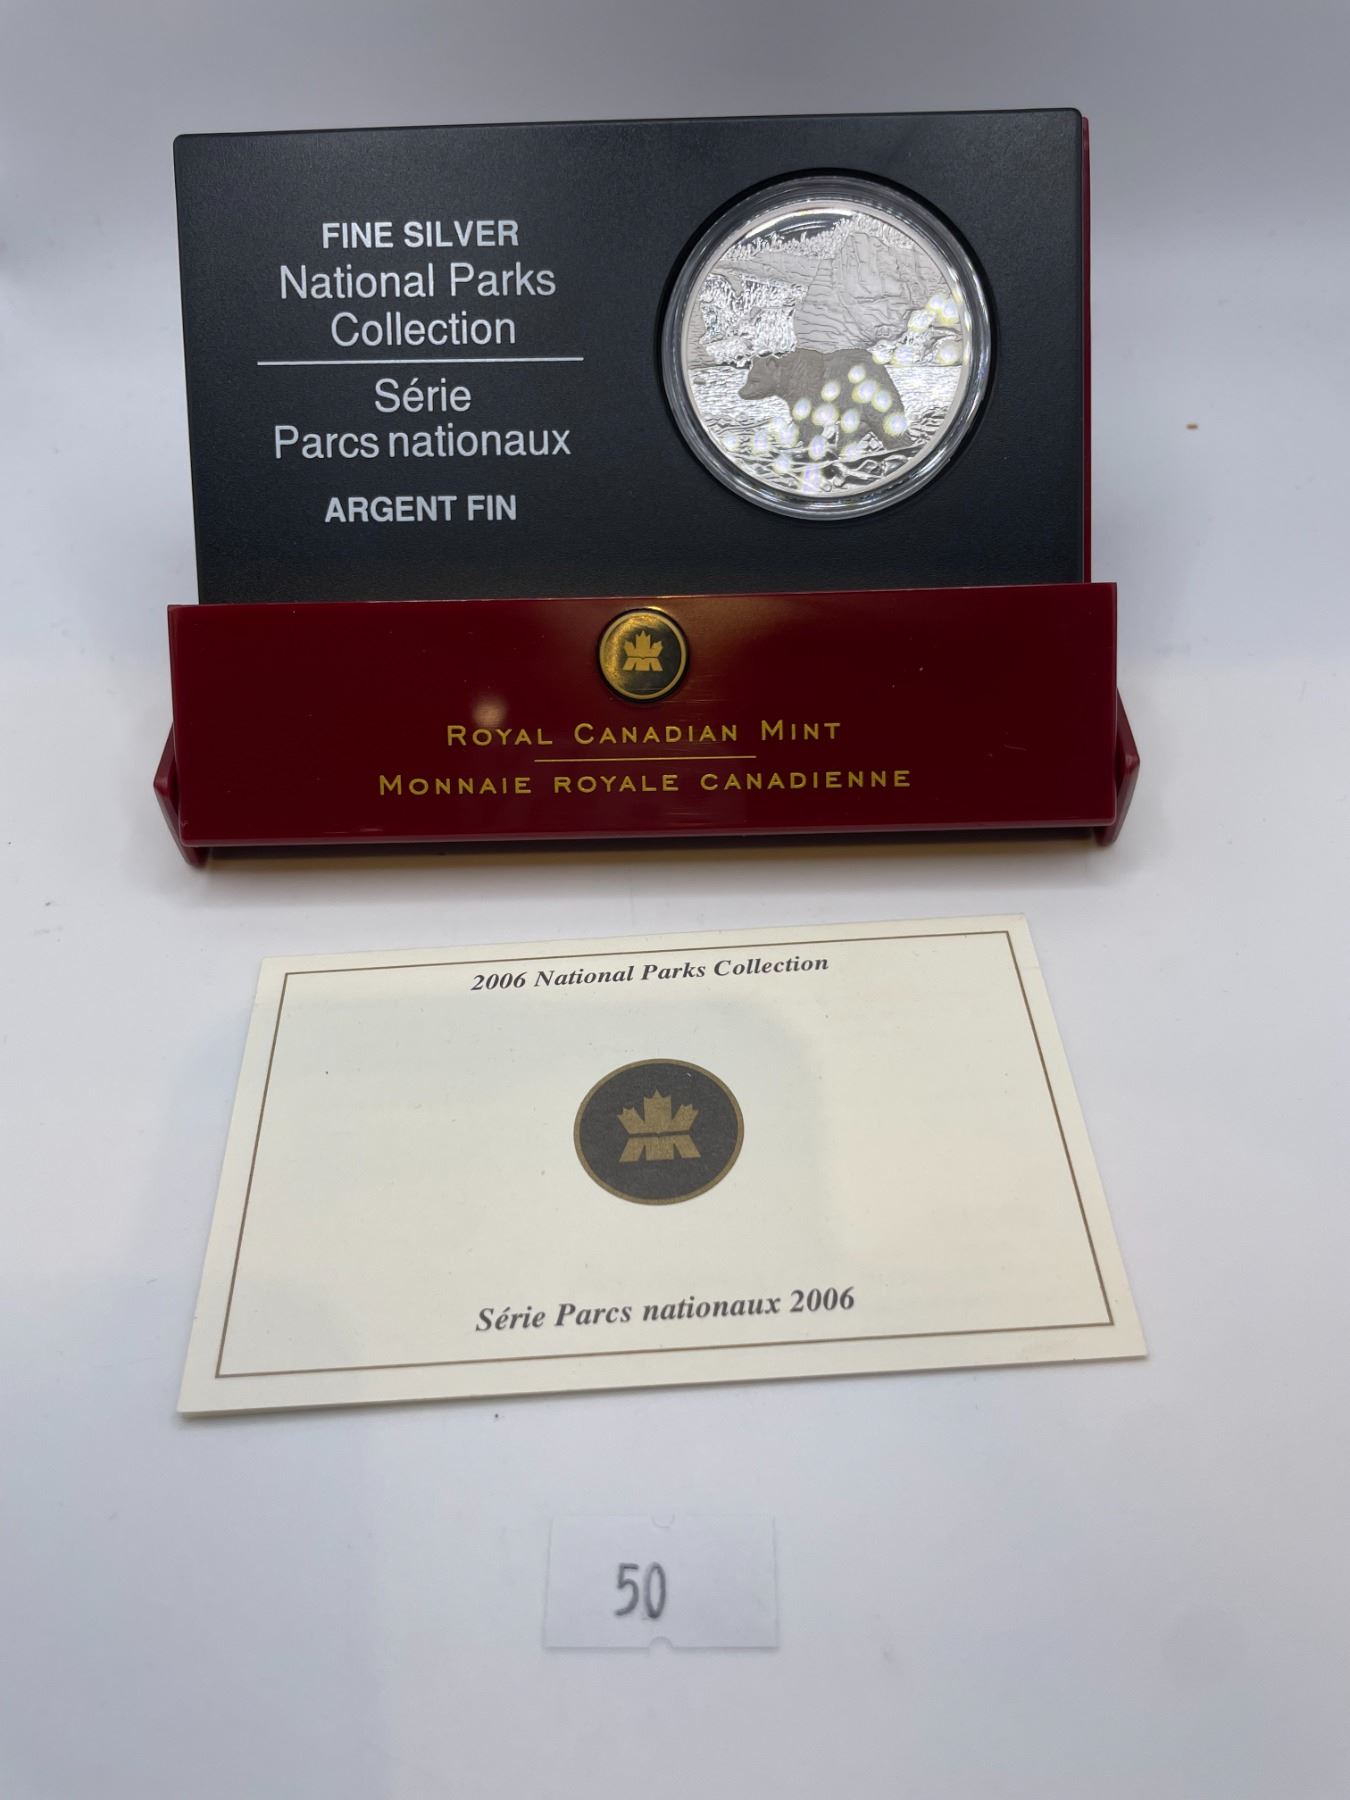 FINE SILVER
National Parks
Collection
Série
Parcs nationaux
ARGENT FIN
ROYAL CANADIAN MINT
MONNAIE ROYALE CANADIENNE
2006 National Parks Collection
Série Parcs nationaux 2006
50